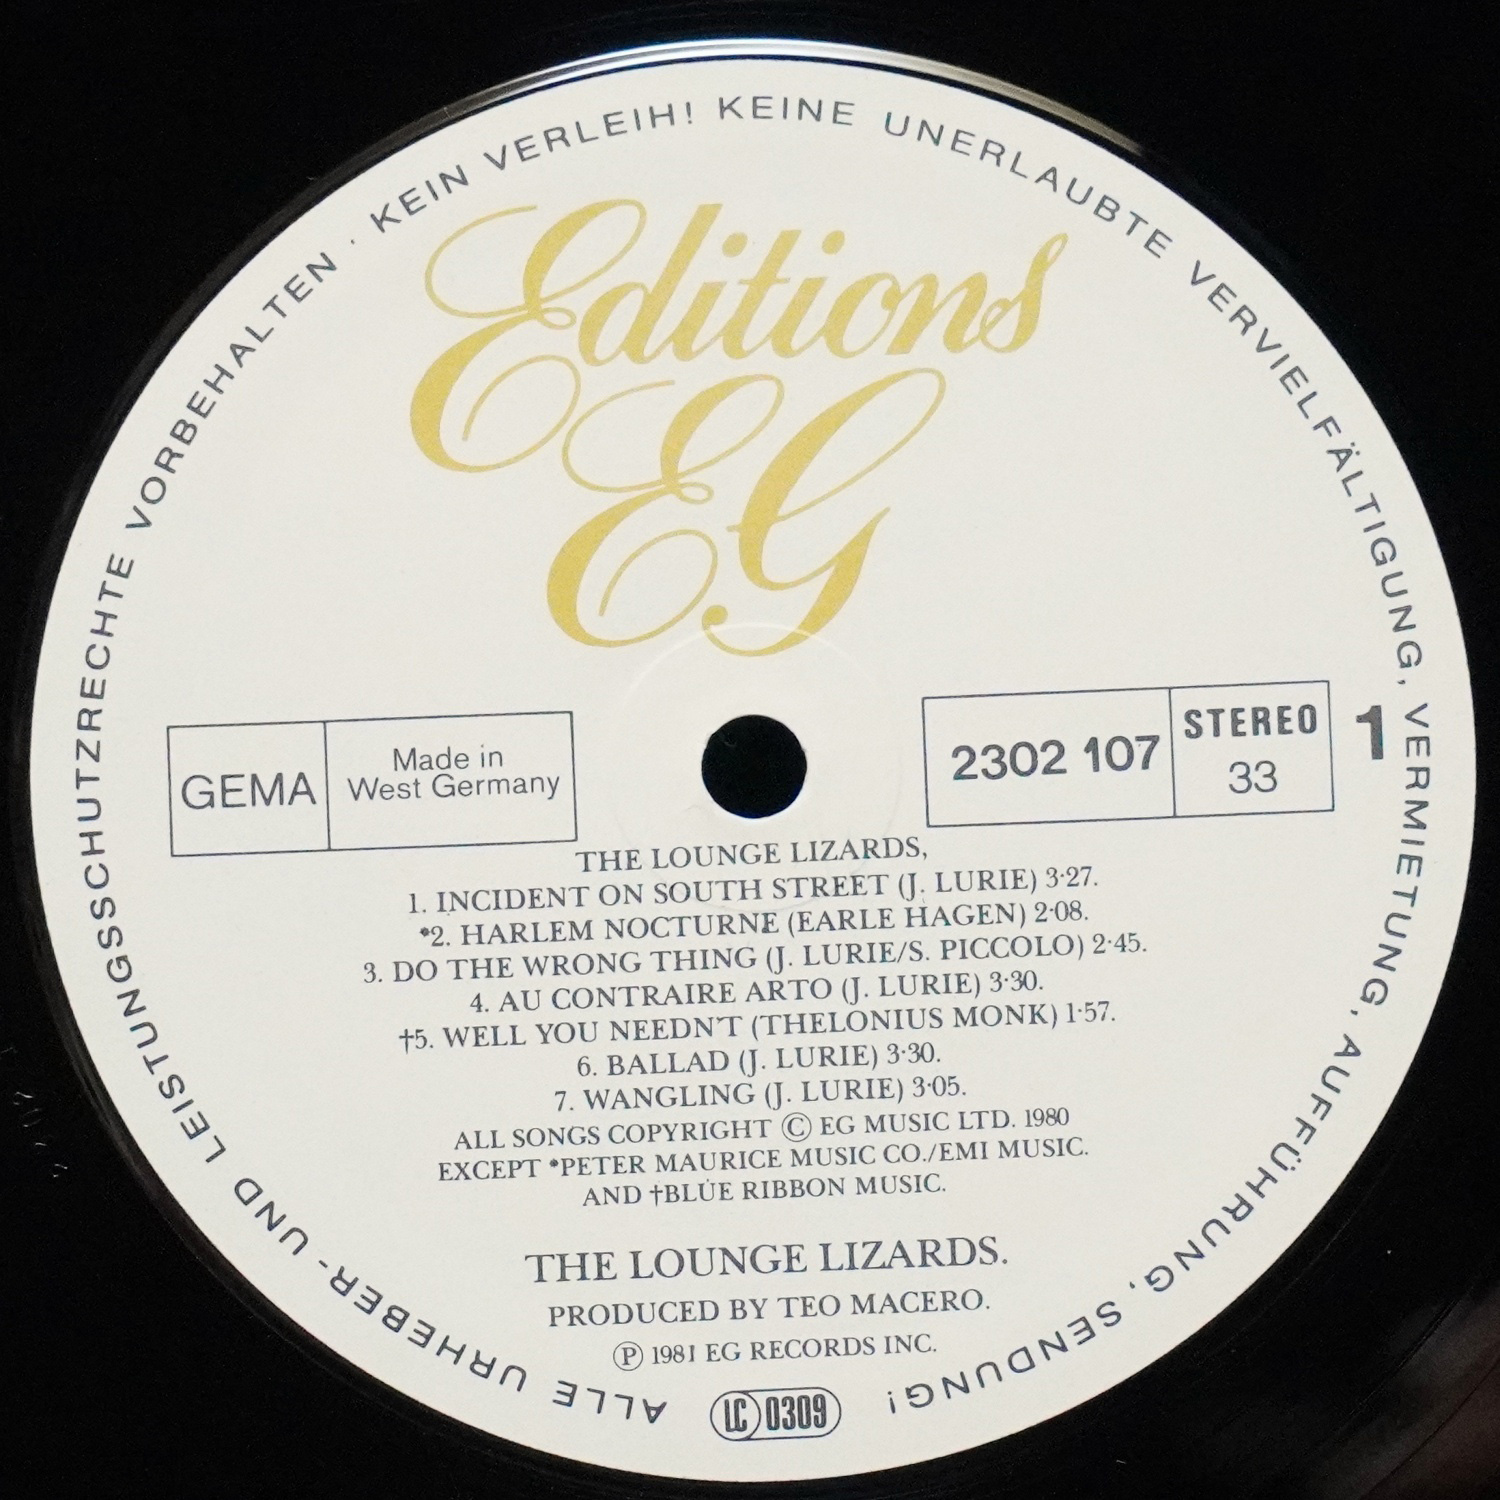 ALLE URHEBER- UND LEISTUNGSSCHUTZRECHTE VORBEHALTEN · KEIN VERLEIH! KEINE UNERLAUBTE VERVIELFÄLTIGUNG, VERMIETUNG, AUFFÜHRUNG, SENDUNG!
Editions
EG
GEMA
Made in
West Germany
2302 107
STEREO
33
1
THE LOUNGE LIZARDS,
1. INCIDENT ON SOUTH STREET (J. LURIE) 3·27.
*2. HARLEM NOCTURNE (EARLE HAGEN) 2·08.
3. DO THE WRONG THING (J. LURIE/S. PICCOLO) 2·45.
4. AU CONTRAIRE ARTO (J. LURIE) 3·30.
†5. WELL YOU NEEDN'T (THELONIUS MONK) 1·57.
6. BALLAD (J. LURIE) 3·30.
7. WANGLING (J. LURIE) 3·05.
ALL SONGS COPYRIGHT Ⓒ EG MUSIC LTD. 1980
EXCEPT *PETER MAURICE MUSIC CO./EMI MUSIC.
AND †BLUE RIBBON MUSIC.
THE LOUNGE LIZARDS.
PRODUCED BY TEO MACERO.
Ⓟ 1981 EG RECORDS INC.
LC 0309